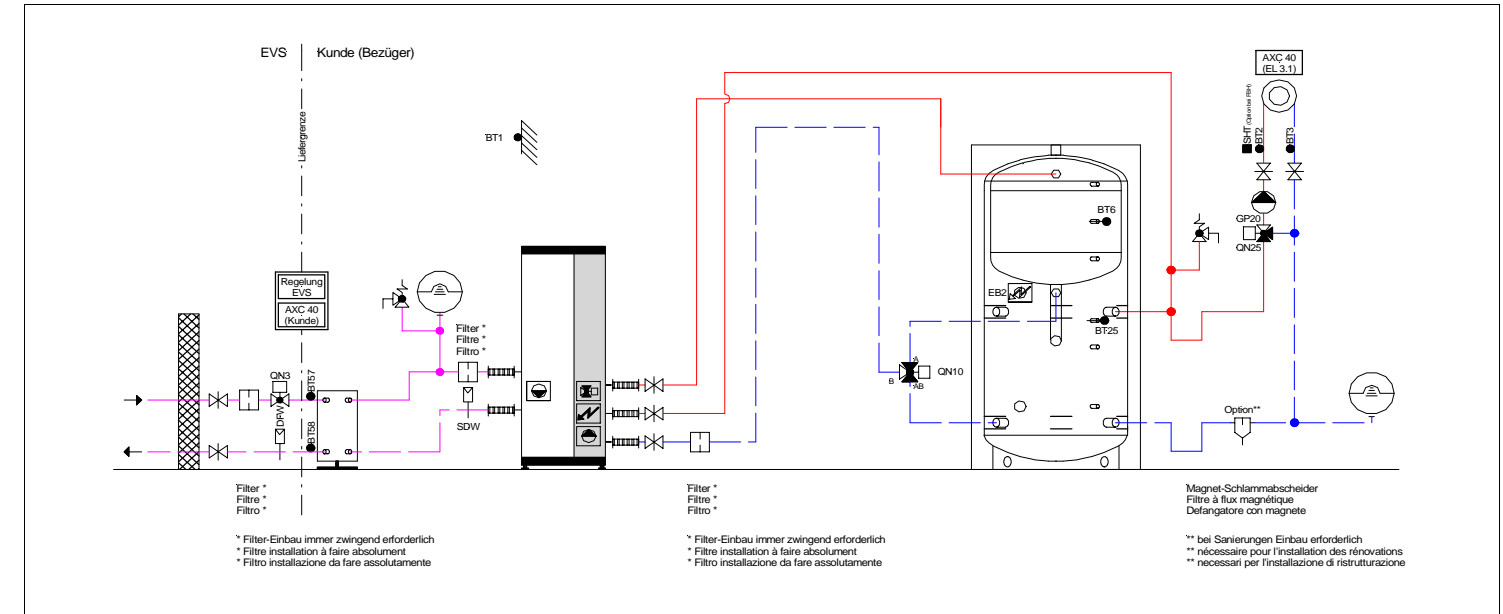 EVS
Kunde (Bezüger)
Liefergrenze
BT1
Regelung
EVS
AXC 40
(Kunde)
QN3
DFW
BT57
BT58
Filter *
Filtre *
Filtro *
SDW
EB2
BT6
BT25
A
B
AB
QN10
AXC 40
(EL 3.1)
SHT (Option bei FBH)
BT2
BT3
GP20
QN25
Option**
Filter *
Filtre *
Filtro *
* Filter-Einbau immer zwingend erforderlich
* Filtre installation à faire absolument
* Filtro installazione da fare assolutamente
Filter *
Filtre *
Filtro *
* Filter-Einbau immer zwingend erforderlich
* Filtre installation à faire absolument
* Filtro installazione da fare assolutamente
Magnet-Schlammabscheider
Filtre à flux magnétique
Defangatore con magnete
** bei Sanierungen Einbau erforderlich
** nécessaire pour l'installation des rénovations
** necessari per l'installazione di ristrutturazione